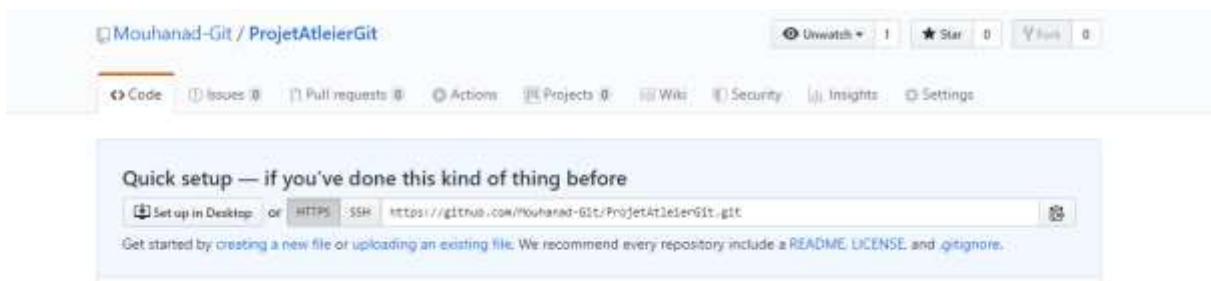 Mouhanad-Git / ProjetAtleierGit Unwatch 1 Star 0 Fork 0
Code Issues 0 Pull requests 0 Actions Projects 0 Wiki Security Insights Settings
Quick setup — if you've done this kind of thing before
Set up in Desktop or HTTPS SSH https://github.com/Mouhanad-Git/ProjetAtleierGit.git
Get started by creating a new file or uploading an existing file. We recommend every repository include a README, LICENSE, and .gitignore.